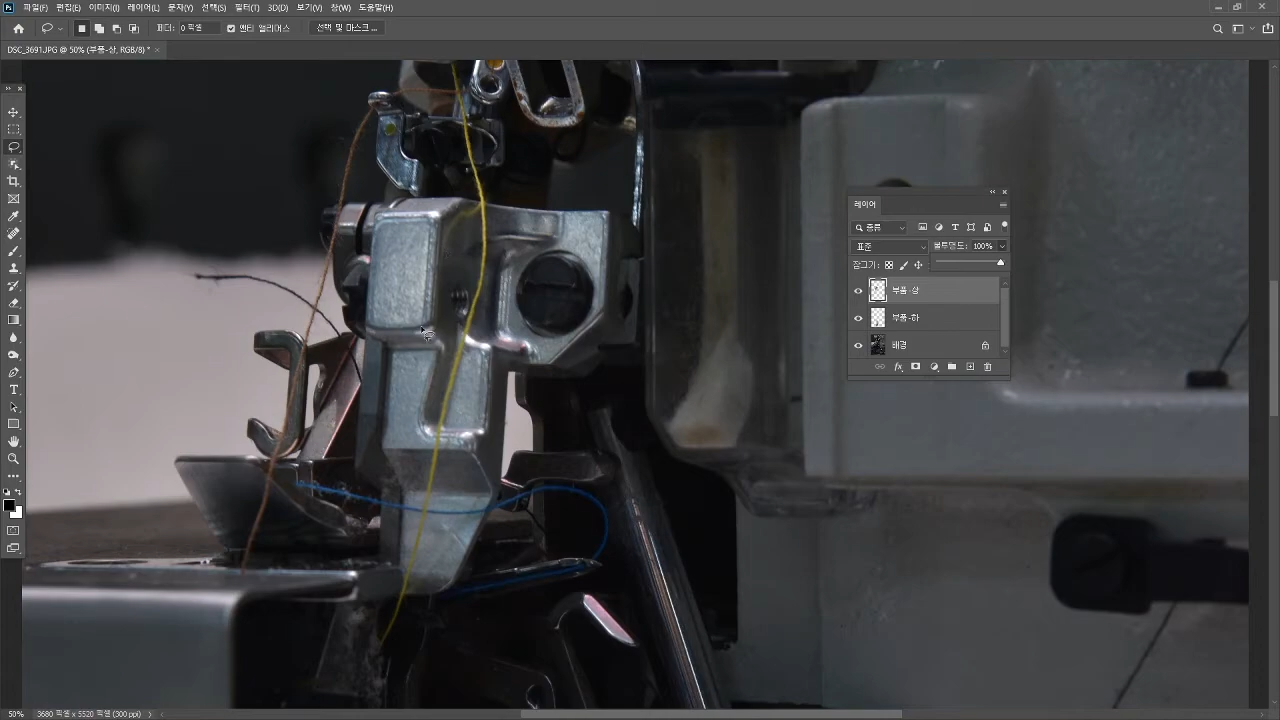 Ps 파일(F) 편집(E) 이미지(I) 레이어(L) 문자(Y) 선택(S) 필터(T) 3D(D) 보기(V) 창(W) 도움말(H)
페더: 0 픽셀 앤티 앨리어스 선택 및 마스크...
DSC_3691.JPG @ 50% (부품-상, RGB/8) *
레이어
종류
표준 불투명도: 100%
잠그기:
부품-상
부품-하
배경
50% 3680 픽셀 x 5520 픽셀 (300 ppi)